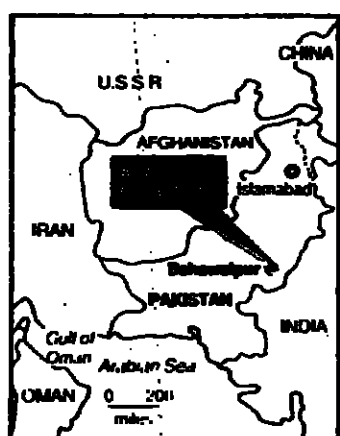 CHINA
U.S S R
AFGHANISTAN
Islamabad
IRAN
Bahawalpur
PAKISTAN
INDIA
Gulf of
Oman
Arabian Sea
OMAN
0 200
miles